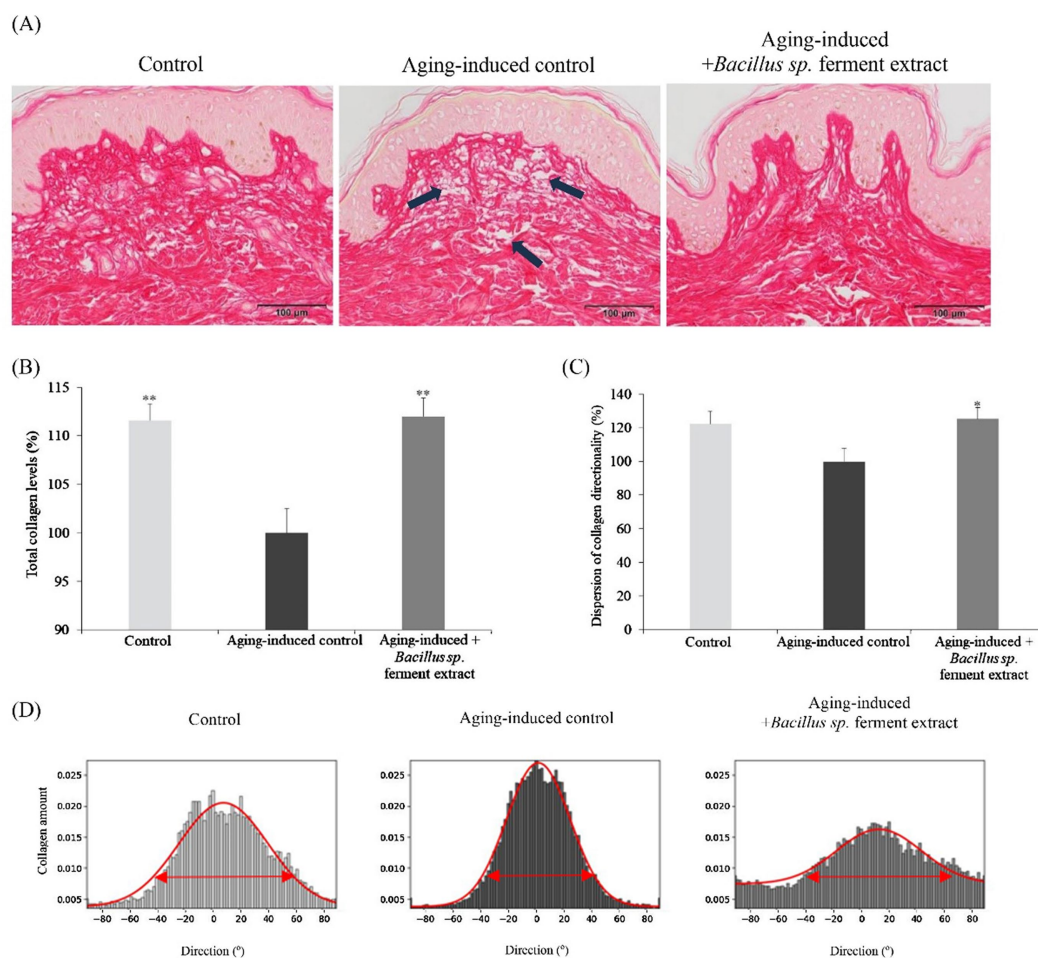 (A)
Control
Aging-induced control
Aging-induced
+Bacillus sp. ferment extract
100 μm
100 μm
100 μm
(B)
Total collagen levels (%)
115
110
105
100
95
90
**
**
Control
Aging-induced control
Aging-induced +
Bacillus sp.
ferment extract
(C)
Dispersion of collagen directionality (%)
140
120
100
80
60
40
20
0
*
Control
Aging-induced control
Aging-induced +
Bacillus sp.
ferment extract
(D)
Control
Aging-induced control
Aging-induced
+Bacillus sp. ferment extract
Collagen amount
0.025
0.020
0.015
0.010
0.005
−80 −60 −40 −20 0 20 40 60 80
Direction (º)
0.025
0.020
0.015
0.010
0.005
−80 −60 −40 −20 0 20 40 60 80
Direction (º)
0.025
0.020
0.015
0.010
0.005
−80 −60 −40 −20 0 20 40 60 80
Direction (º)